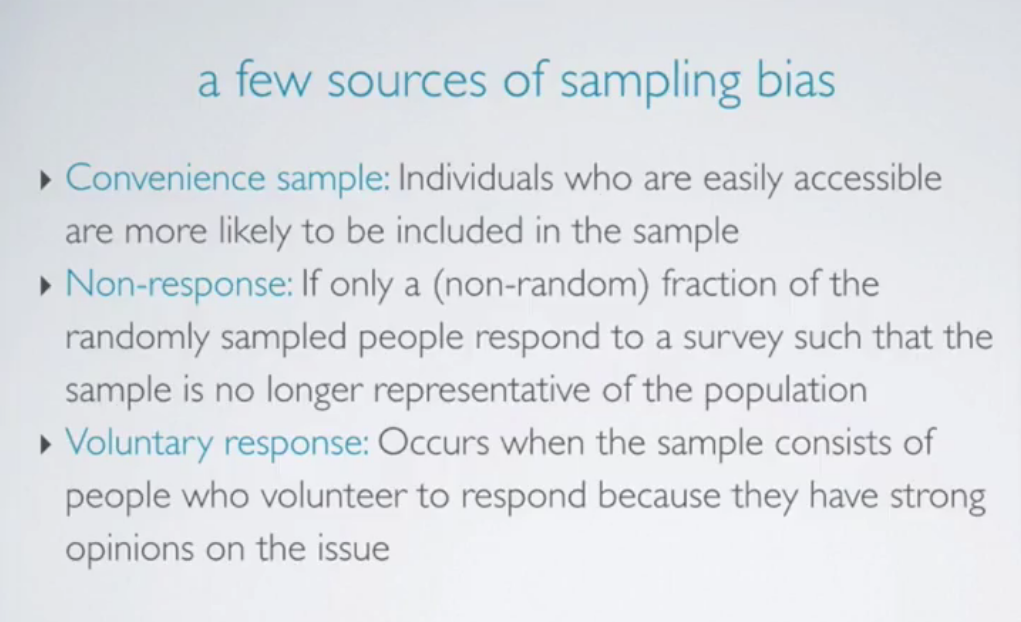 a few sources of sampling bias
Convenience sample: Individuals who are easily accessible
are more likely to be included in the sample
Non-response: If only a (non-random) fraction of the
randomly sampled people respond to a survey such that the
sample is no longer representative of the population
Voluntary response: Occurs when the sample consists of
people who volunteer to respond because they have strong
opinions on the issue